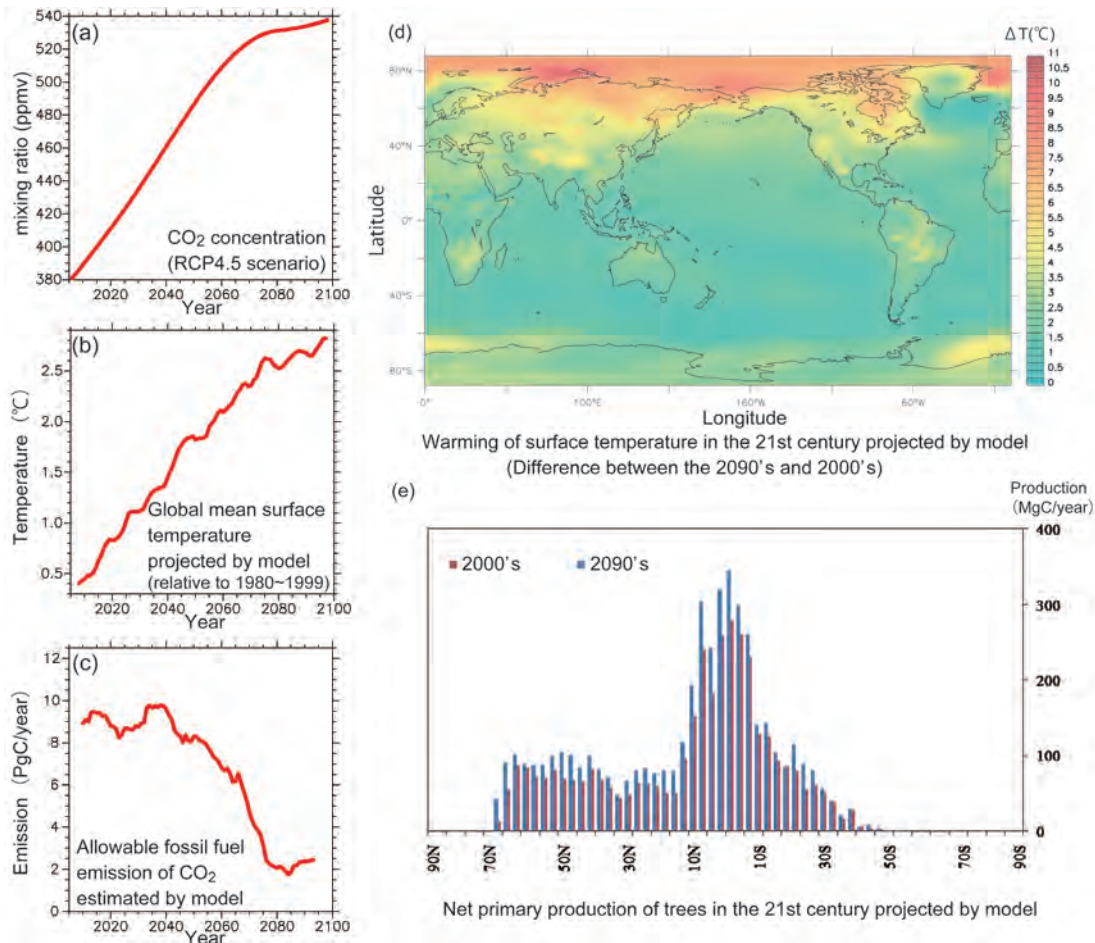 (a)
540
520
500
480
460
440
420
400
380
mixing ratio (ppmv)
CO₂ concentration
(RCP4.5 scenario)
2020 2040 2060 2080 2100
Year
(b)
2.5
2.0
1.5
1.0
0.5
Temperature (℃)
Global mean surface
temperature
projected by model
(relative to 1980~1999)
2020 2040 2060 2080 2100
Year
(c)
12
10
8
6
4
2
0
Emission (PgC/year)
Allowable fossil fuel
emission of CO₂
estimated by model
2020 2040 2060 2080 2100
Year
(d)
ΔT(℃)
11
10.5
10
9.5
9
8.5
8
7.5
7
6.5
6
5.5
5
4.5
4
3.5
3
2.5
2
1.5
1
0.5
0
80°N
40°N
0°
40°S
80°S
Latitude
0° 100°E 160°W 60°W
Longitude
Warming of surface temperature in the 21st century projected by model
(Difference between the 2090's and 2000's)
(e)
Production
(MgC/year)
2000's 2090's
400
300
200
100
0
90N 70N 50N 30N 10N 10S 30S 50S 70S 90S
Net primary production of trees in the 21st century projected by model